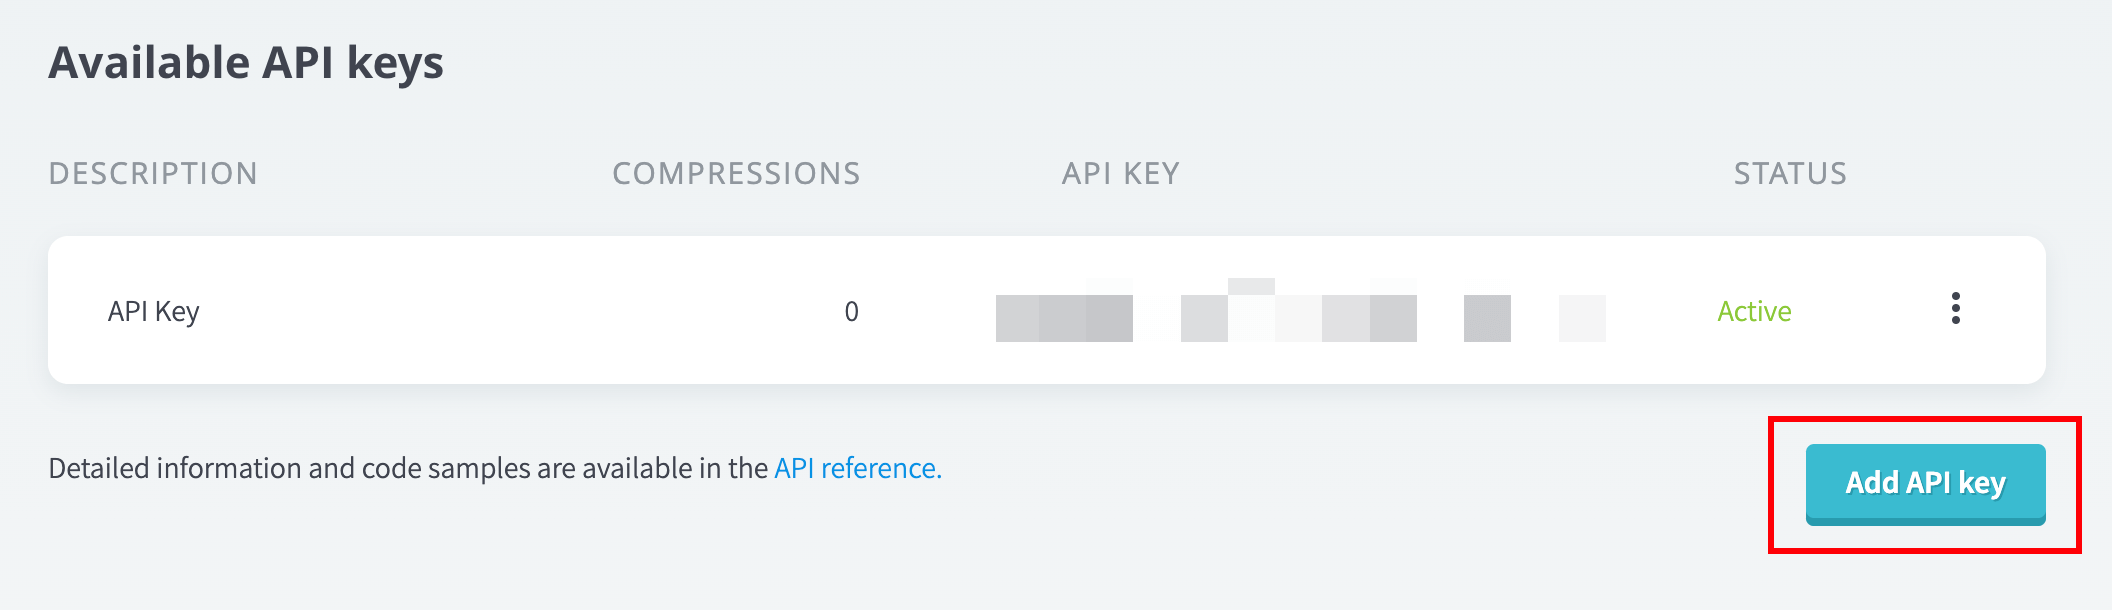 Available API keys
DESCRIPTION COMPRESSIONS API KEY STATUS
API Key 0 Active
Detailed information and code samples are available in the API reference.
Add API key